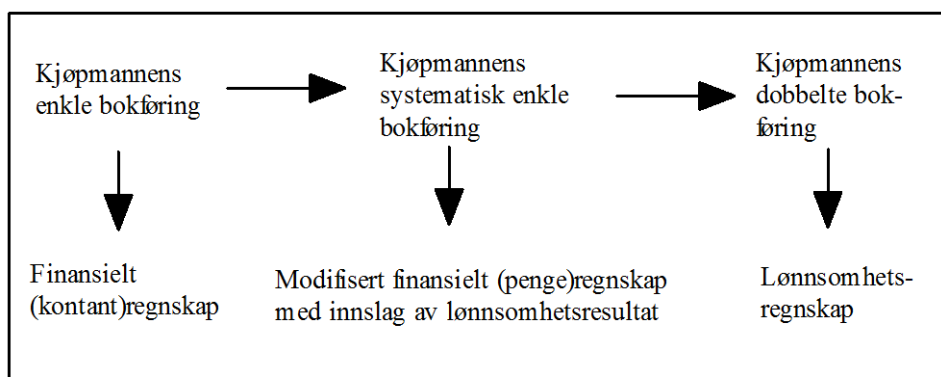 Kjøpmannens
enkle bokføring
Kjøpmannens
systematisk enkle
bokføring
Kjøpmannens
dobbelte bok-
føring
Finansielt
(kontant)regnskap
Modifisert finansielt (penge)regnskap
med innslag av lønnsomhetsresultat
Lønnsomhets-
regnskap